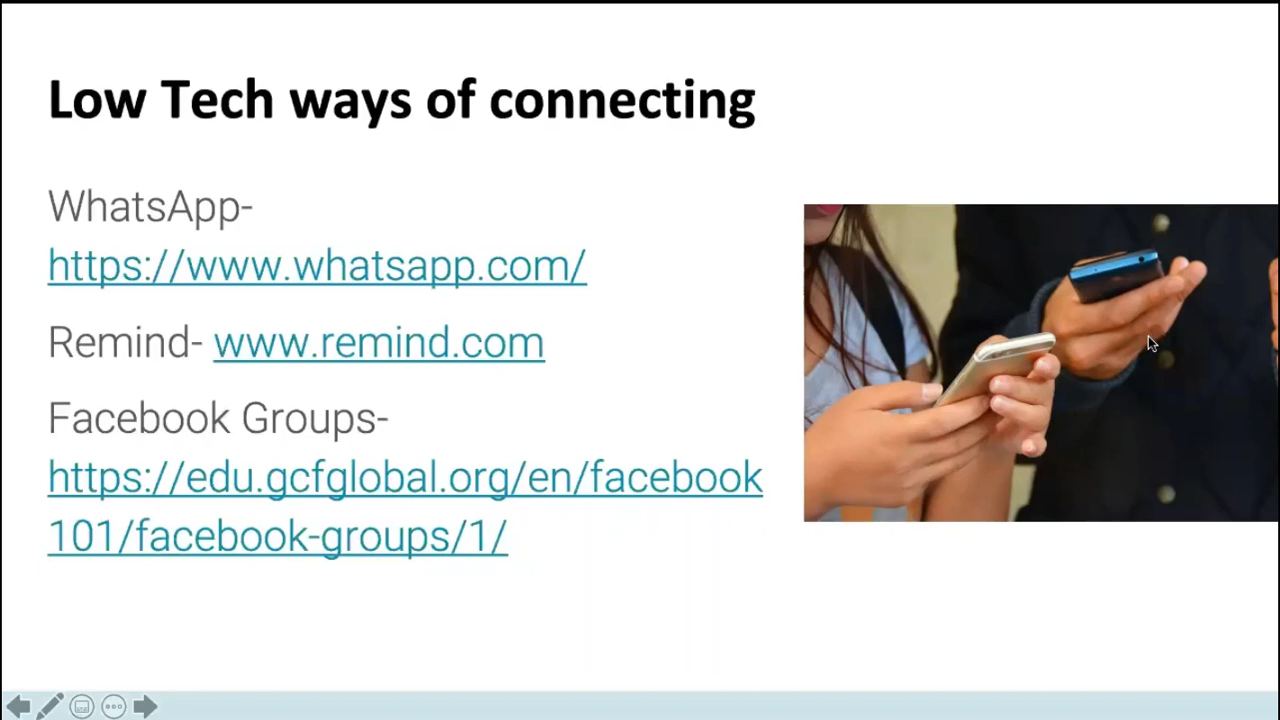 Low Tech ways of connecting
WhatsApp-
https://www.whatsapp.com/
Remind- www.remind.com
Facebook Groups-
https://edu.gcfglobal.org/en/facebook
101/facebook-groups/1/